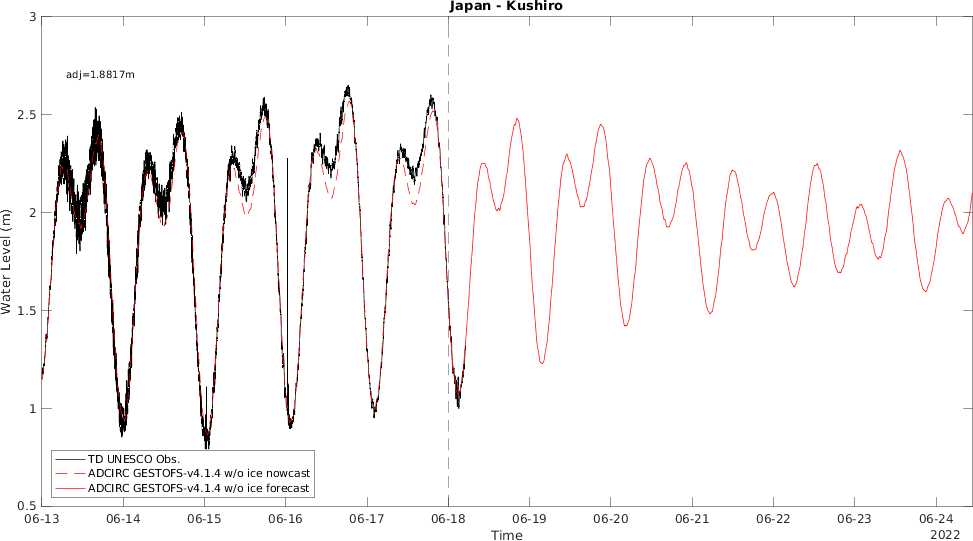 Japan - Kushiro
3
adj=1.8817m
2.5
2
Water Level (m)
1.5
1
TD UNESCO Obs.
ADCIRC GESTOFS-v4.1.4 w/o ice nowcast
ADCIRC GESTOFS-v4.1.4 w/o ice forecast
0.5
06-13 06-14 06-15 06-16 06-17 06-18 06-19 06-20 06-21 06-22 06-23 06-24
Time 2022